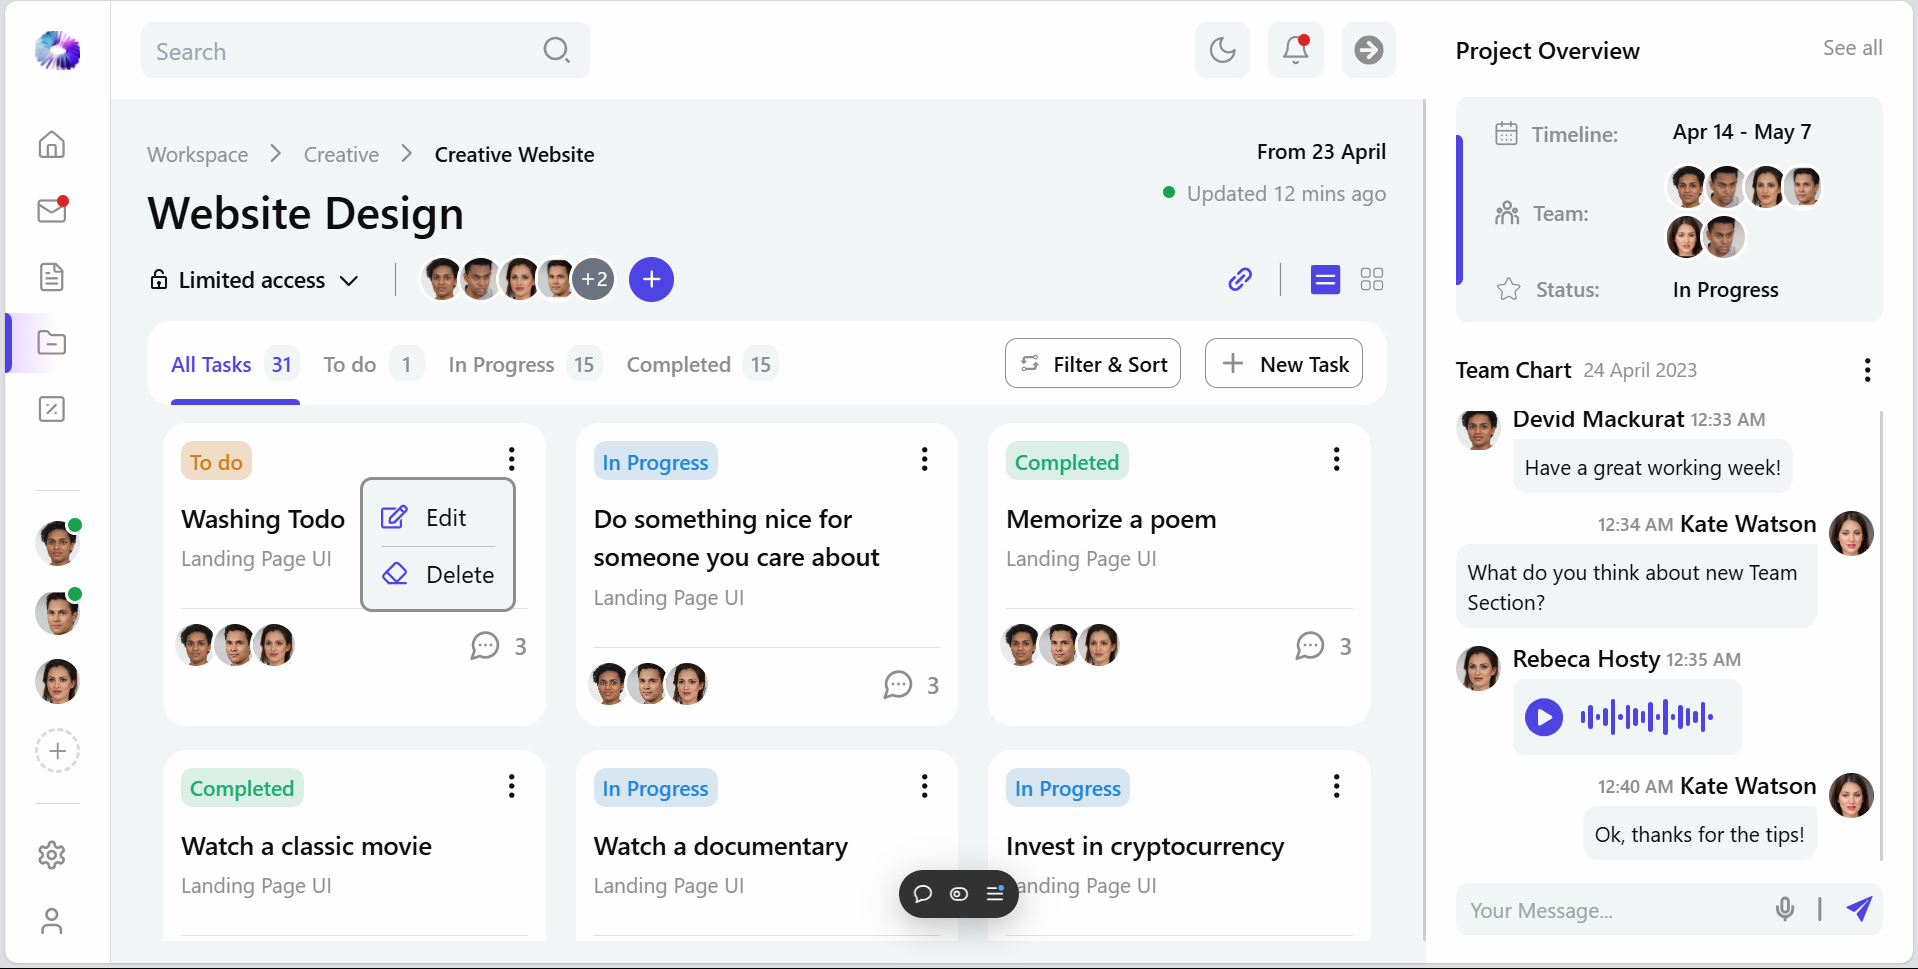 Search
Workspace > Creative > Creative Website
Website Design
From 23 April
Updated 12 mins ago
Limited access
+2
All Tasks 31 To do 1 In Progress 15 Completed 15
Filter & Sort
New Task
To do
Washing Todo
Landing Page UI
Edit
Delete
3
In Progress
Do something nice for
someone you care about
Landing Page UI
3
Completed
Memorize a poem
Landing Page UI
3
Completed
Watch a classic movie
Landing Page UI
In Progress
Watch a documentary
Landing Page UI
In Progress
Invest in cryptocurrency
anding Page UI
Project Overview
See all
Timeline: Apr 14 - May 7
Team:
Status: In Progress
Team Chart 24 April 2023
Devid Mackurat 12:33 AM
Have a great working week!
12:34 AM Kate Watson
What do you think about new Team
Section?
Rebeca Hosty 12:35 AM
12:40 AM Kate Watson
Ok, thanks for the tips!
Your Message...